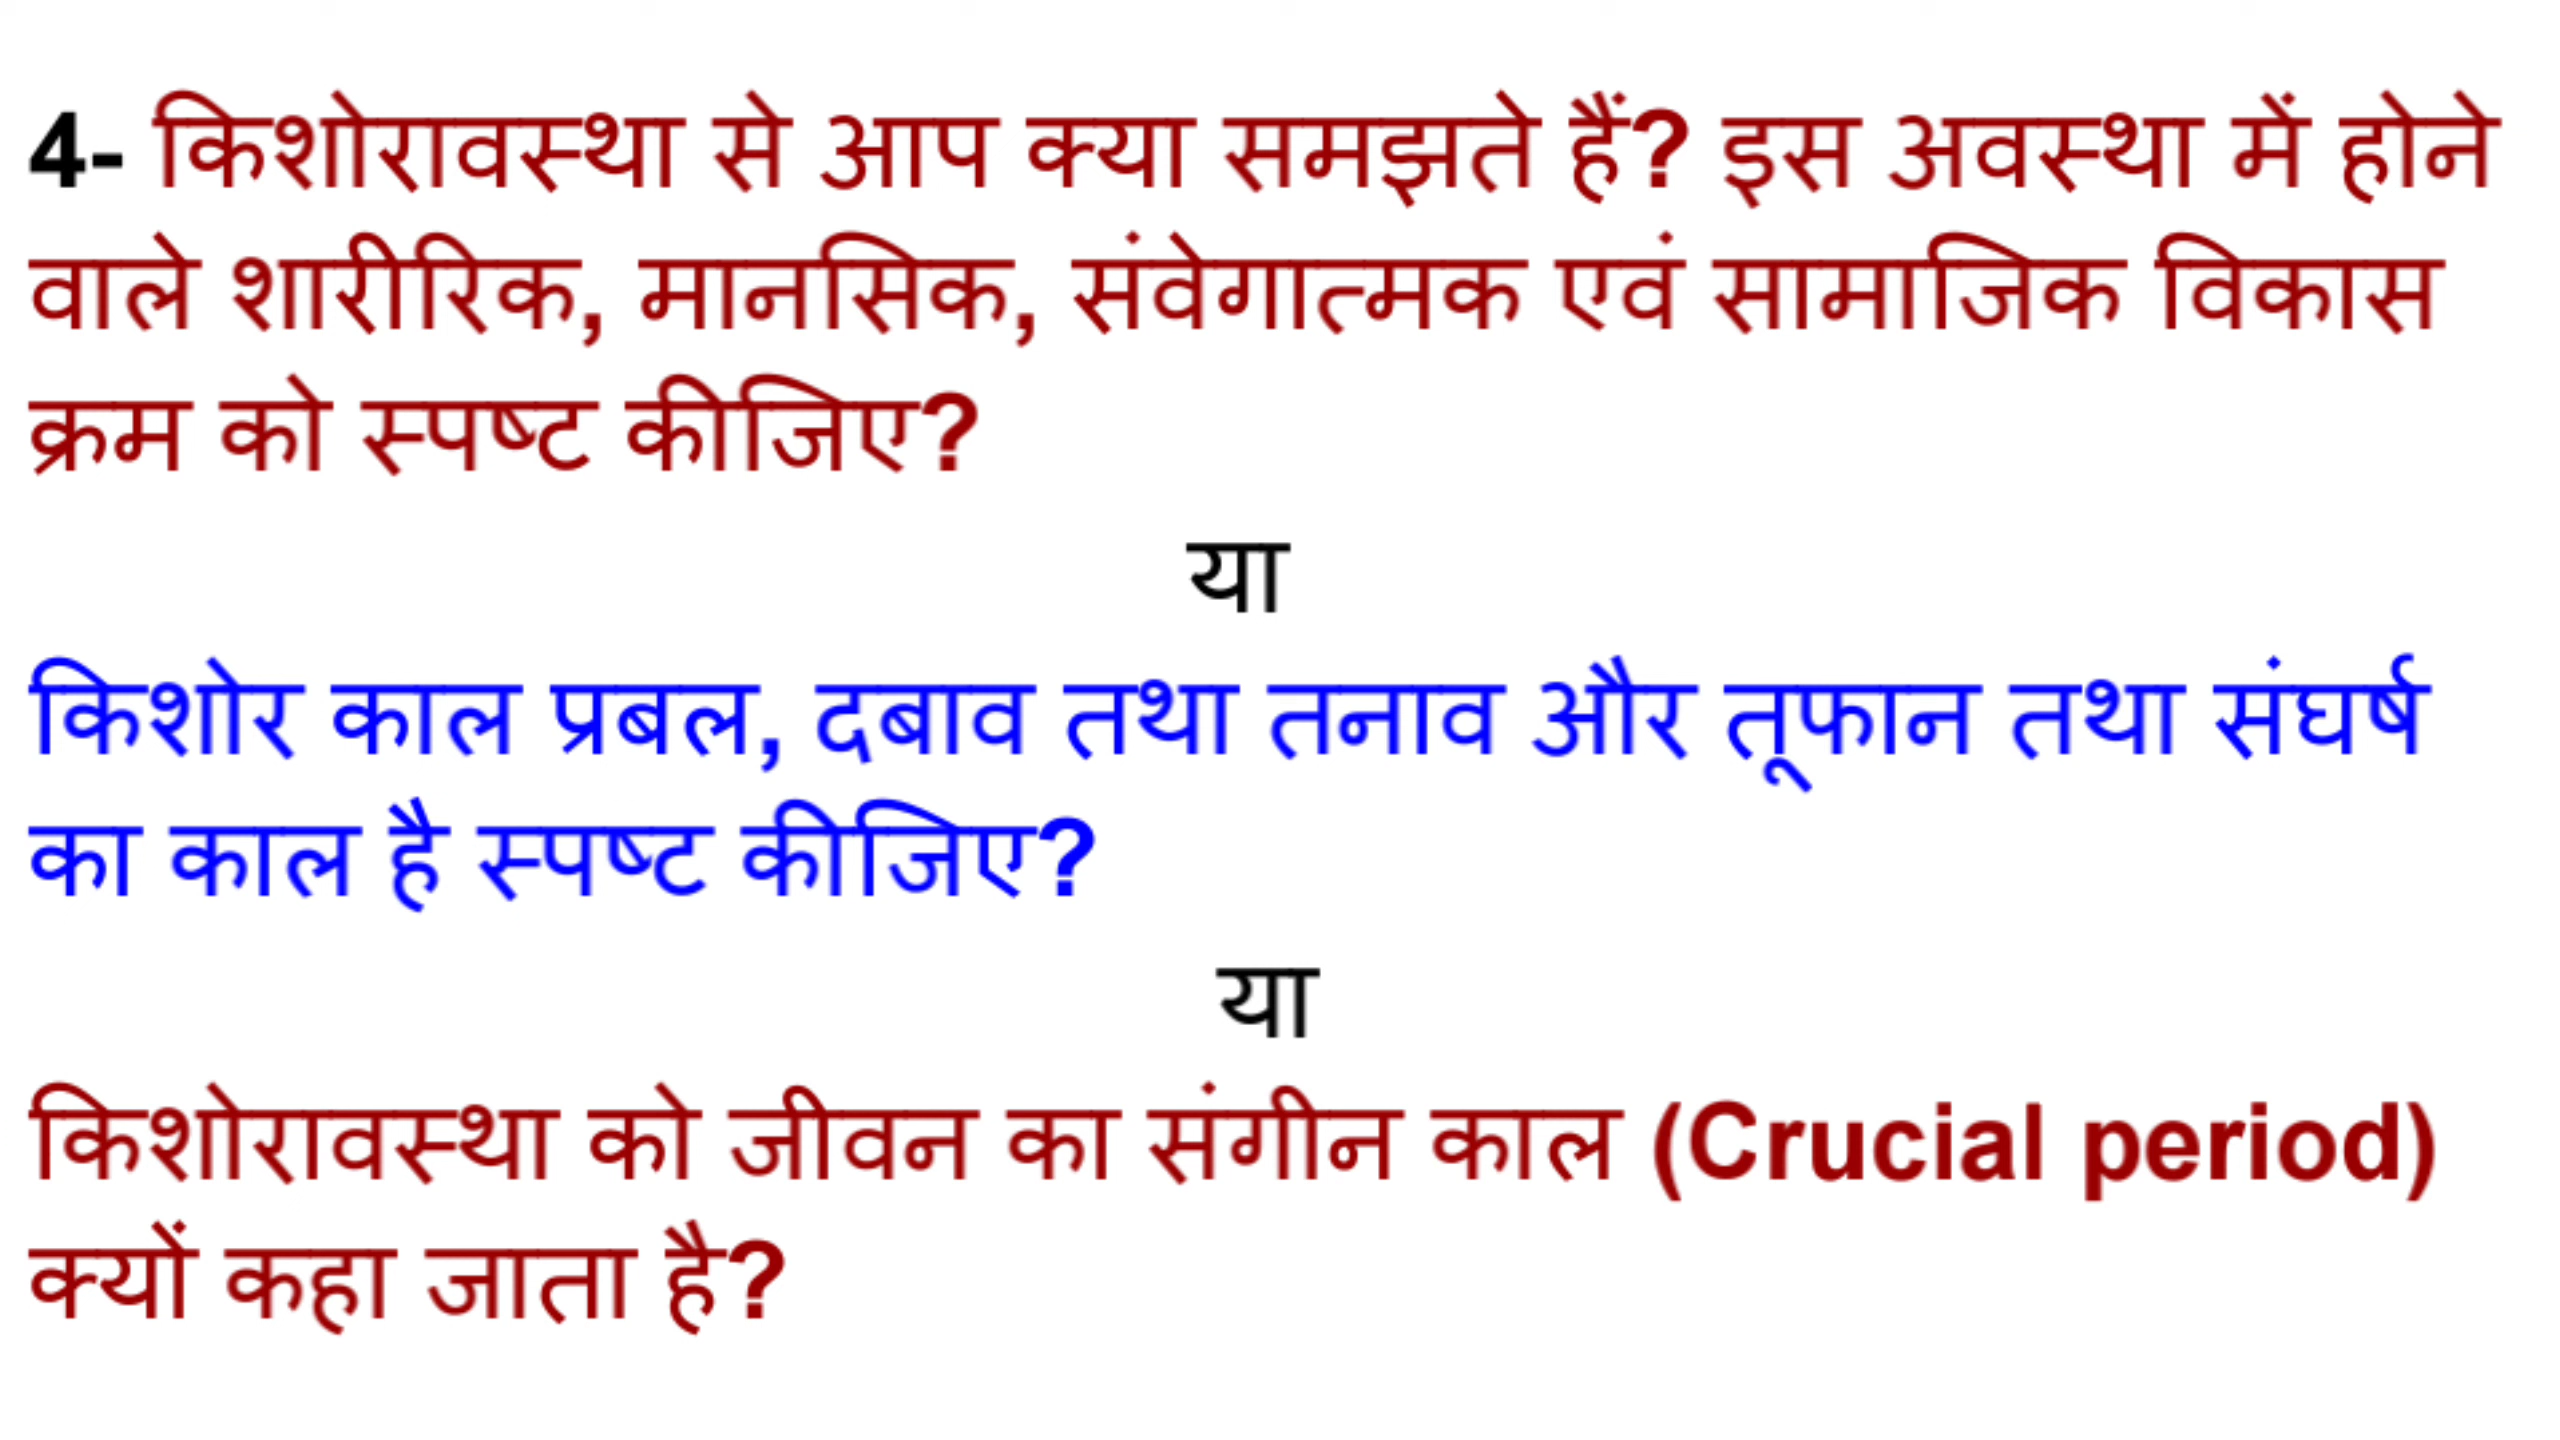 4- किशोरावस्था से आप क्या समझते हैं? इस अवस्था में होने
वाले शारीरिक, मानसिक, संवेगात्मक एवं सामाजिक विकास
क्रम को स्पष्ट कीजिए?
या
किशोर काल प्रबल, दबाव तथा तनाव और तूफान तथा संघर्ष
का काल है स्पष्ट कीजिए?
या
किशोरावस्था को जीवन का संगीन काल (Crucial period)
क्यों कहा जाता है?